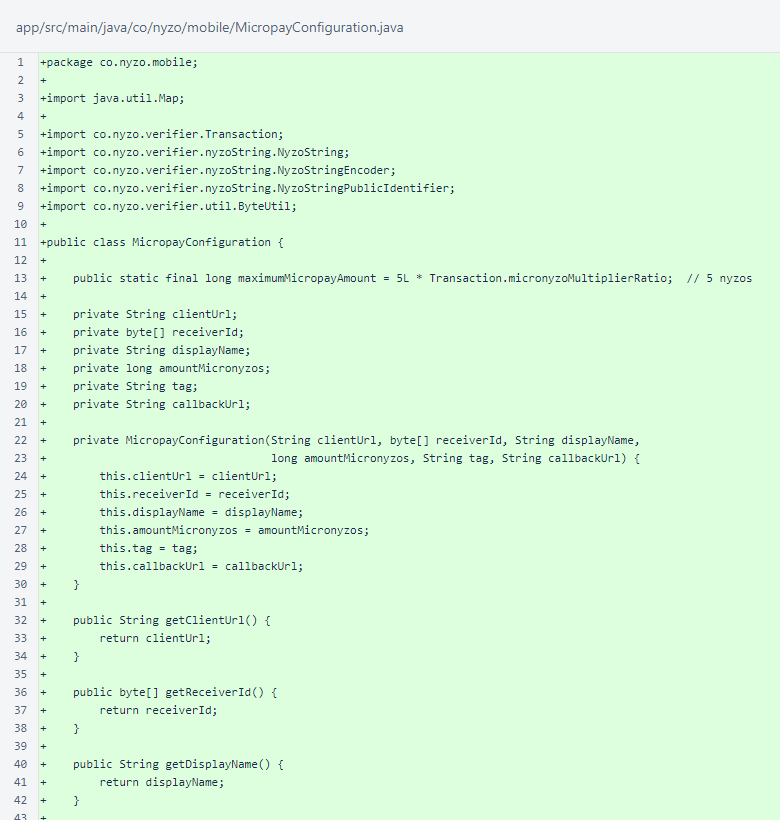 app/src/main/java/co/nyzo/mobile/MicropayConfiguration.java
1 +package co.nyzo.mobile;
2 +
3 +import java.util.Map;
4 +
5 +import co.nyzo.verifier.Transaction;
6 +import co.nyzo.verifier.nyzoString.NyzoString;
7 +import co.nyzo.verifier.nyzoString.NyzoStringEncoder;
8 +import co.nyzo.verifier.nyzoString.NyzoStringPublicIdentifier;
9 +import co.nyzo.verifier.util.ByteUtil;
10 +
11 +public class MicropayConfiguration {
12 +
13 +    public static final long maximumMicropayAmount = 5L * Transaction.micronyzoMultiplierRatio;  // 5 nyzos
14 +
15 +    private String clientUrl;
16 +    private byte[] receiverId;
17 +    private String displayName;
18 +    private long amountMicronyzos;
19 +    private String tag;
20 +    private String callbackUrl;
21 +
22 +    private MicropayConfiguration(String clientUrl, byte[] receiverId, String displayName,
23 +                                  long amountMicronyzos, String tag, String callbackUrl) {
24 +        this.clientUrl = clientUrl;
25 +        this.receiverId = receiverId;
26 +        this.displayName = displayName;
27 +        this.amountMicronyzos = amountMicronyzos;
28 +        this.tag = tag;
29 +        this.callbackUrl = callbackUrl;
30 +    }
31 +
32 +    public String getClientUrl() {
33 +        return clientUrl;
34 +    }
35 +
36 +    public byte[] getReceiverId() {
37 +        return receiverId;
38 +    }
39 +
40 +    public String getDisplayName() {
41 +        return displayName;
42 +    }
43 +